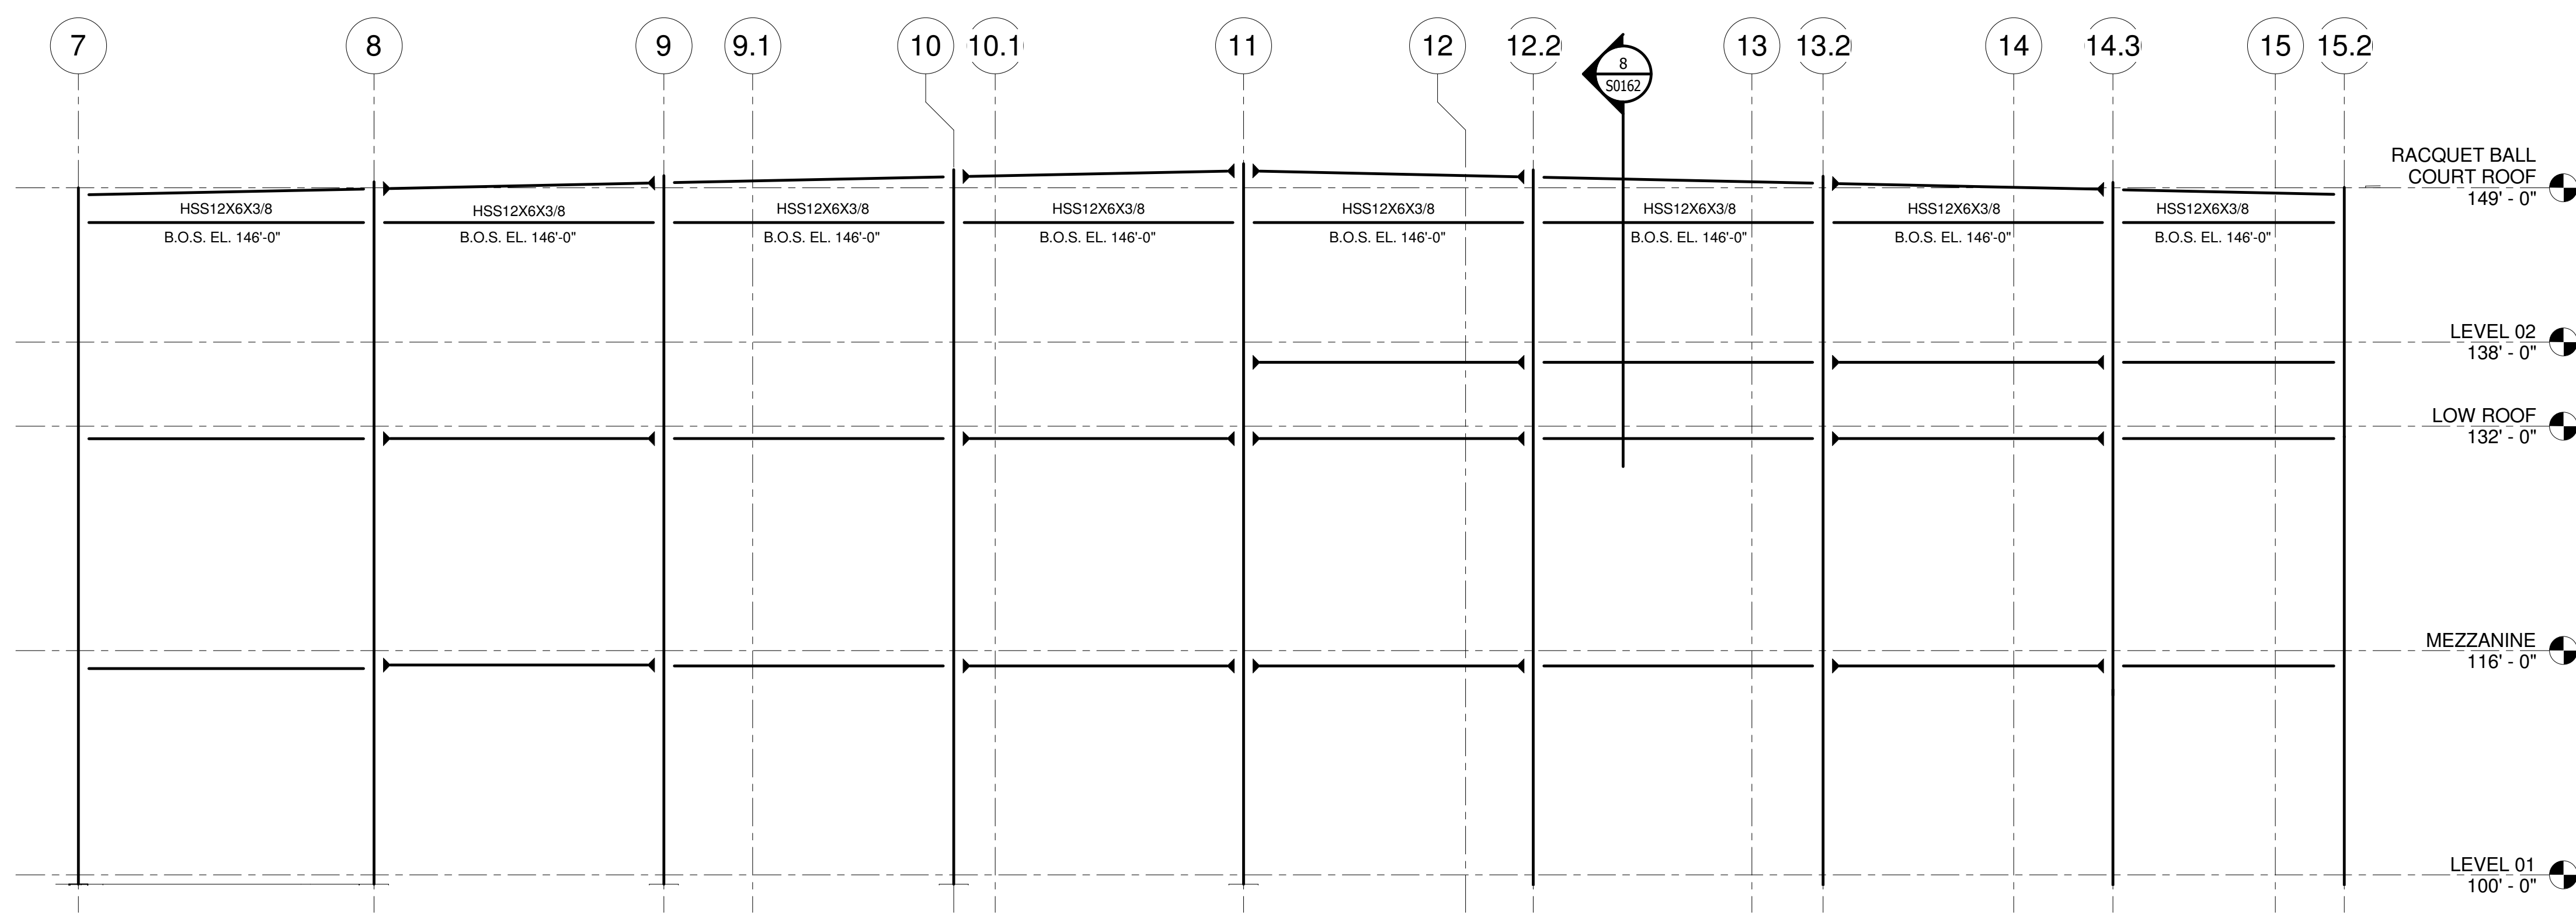 7
8
9
9.1
10
10.1
11
12
12.2
8
S0162
13
13.2
14
14.3
15
15.2
RACQUET BALL
COURT ROOF
149' - 0"
HSS12X6X3/8
HSS12X6X3/8
HSS12X6X3/8
HSS12X6X3/8
HSS12X6X3/8
HSS12X6X3/8
HSS12X6X3/8
HSS12X6X3/8
B.O.S. EL. 146'-0"
B.O.S. EL. 146'-0"
B.O.S. EL. 146'-0"
B.O.S. EL. 146'-0"
B.O.S. EL. 146'-0"
B.O.S. EL. 146'-0"
B.O.S. EL. 146'-0"
B.O.S. EL. 146'-0"
LEVEL 02
138' - 0"
LOW ROOF
132' - 0"
MEZZANINE
116' - 0"
LEVEL 01
100' - 0"